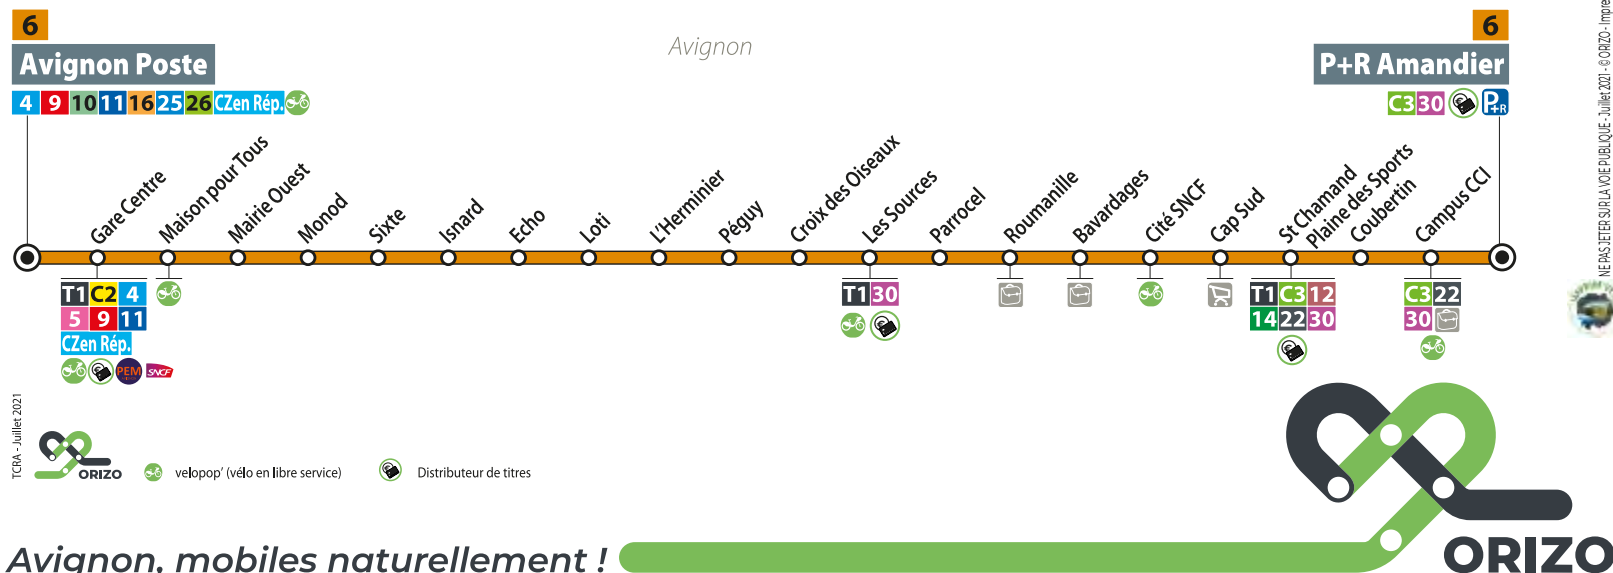 6
Avignon Poste
4 9 10 11 16 25 26 CZen Rép.
Avignon
6
P+R Amandier
C3 30 P+R
Gare Centre
Maison pour Tous
Mairie Ouest
Monod
Sixte
Isnard
Echo
Loti
L'Herminier
Péguy
Croix des Oiseaux
Les Sources
Parrocel
Roumanille
Bavardages
Cité SNCF
Cap Sud
St Chamand
Plaine des Sports
Coubertin
Campus CCI
T1 C2 4
5 9 11
CZen Rép.
PEM SNCF
T1 30
T1 C3 12
14 22 30
C3 22
30
TCRA - Juillet 2021
ORIZO
velopop' (vélo en libre service)
Distributeur de titres
Avignon, mobiles naturellement !
ORIZO
NE PAS JETER SUR LA VOIE PUBLIQUE - Juillet 2021 - © ORIZO - Impre